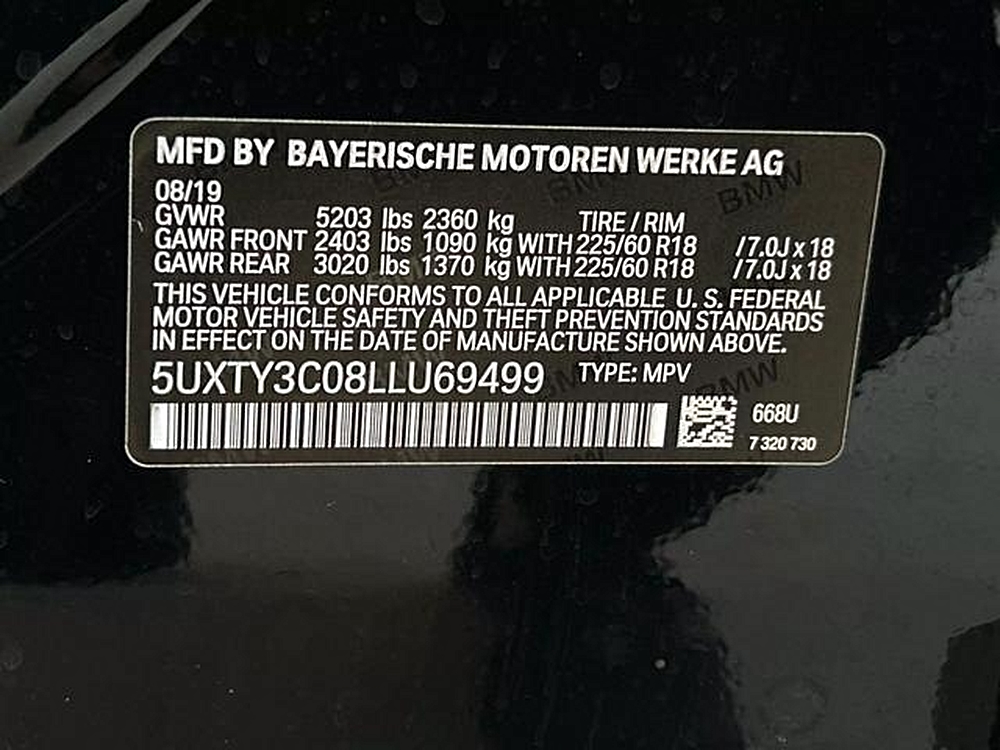 MFD BY BAYERISCHE MOTOREN WERKE AG
08/19
GVWR 5203 lbs 2360 kg TIRE / RIM
GAWR FRONT 2403 lbs 1090 kg WITH 225/60 R18 /7.0J x 18
GAWR REAR 3020 lbs 1370 kg WITH 225/60 R18 /7.0J x 18
THIS VEHICLE CONFORMS TO ALL APPLICABLE U. S. FEDERAL
MOTOR VEHICLE SAFETY AND THEFT PREVENTION STANDARDS
IN EFFECT ON THE DATE OF MANUFACTURE SHOWN ABOVE.
5UXTY3C08LLU69499 TYPE: MPV
668U
7 320 730
BMW
BMW